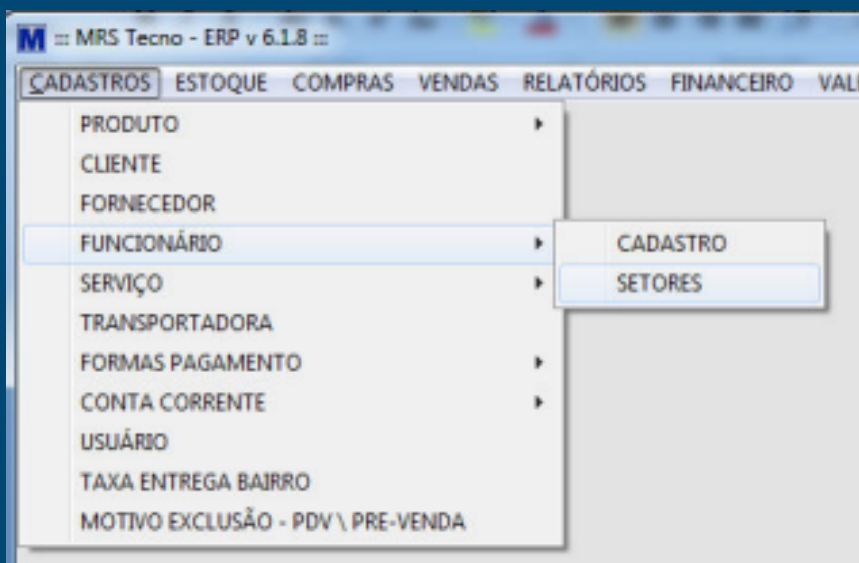 M ::: MRS Tecno - ERP v 6.1.8 :::
CADASTROS ESTOQUE COMPRAS VENDAS RELATÓRIOS FINANCEIRO
PRODUTO
CLIENTE
FORNECEDOR
FUNCIONÁRIO
CADASTRO
SERVIÇO
SETORES
TRANSPORTADORA
FORMAS PAGAMENTO
CONTA CORRENTE
USUÁRIO
TAXA ENTREGA BAIRRO
MOTIVO EXCLUSÃO - PDV \ PRE-VENDA